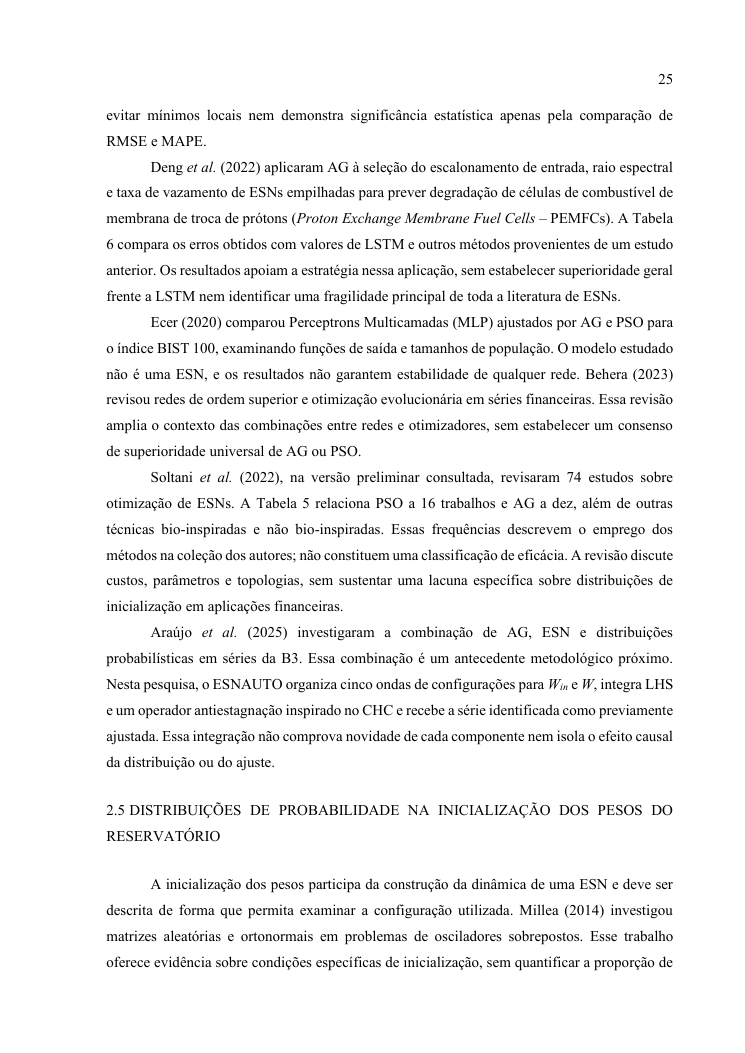 25
evitar mínimos locais nem demonstra significância estatística apenas pela comparação de
RMSE e MAPE.
Deng et al. (2022) aplicaram AG à seleção do escalonamento de entrada, raio espectral
e taxa de vazamento de ESNs empilhadas para prever degradação de células de combustível de
membrana de troca de prótons (Proton Exchange Membrane Fuel Cells – PEMFCs). A Tabela
6 compara os erros obtidos com valores de LSTM e outros métodos provenientes de um estudo
anterior. Os resultados apoiam a estratégia nessa aplicação, sem estabelecer superioridade geral
frente a LSTM nem identificar uma fragilidade principal de toda a literatura de ESNs.
Ecer (2020) comparou Perceptrons Multicamadas (MLP) ajustados por AG e PSO para
o índice BIST 100, examinando funções de saída e tamanhos de população. O modelo estudado
não é uma ESN, e os resultados não garantem estabilidade de qualquer rede. Behera (2023)
revisou redes de ordem superior e otimização evolucionária em séries financeiras. Essa revisão
amplia o contexto das combinações entre redes e otimizadores, sem estabelecer um consenso
de superioridade universal de AG ou PSO.
Soltani et al. (2022), na versão preliminar consultada, revisaram 74 estudos sobre
otimização de ESNs. A Tabela 5 relaciona PSO a 16 trabalhos e AG a dez, além de outras
técnicas bio-inspiradas e não bio-inspiradas. Essas frequências descrevem o emprego dos
métodos na coleção dos autores; não constituem uma classificação de eficácia. A revisão discute
custos, parâmetros e topologias, sem sustentar uma lacuna específica sobre distribuições de
inicialização em aplicações financeiras.
Araújo et al. (2025) investigaram a combinação de AG, ESN e distribuições
probabilísticas em séries da B3. Essa combinação é um antecedente metodológico próximo.
Nesta pesquisa, o ESNAUTO organiza cinco ondas de configurações para Win e W, integra LHS
e um operador antiestagnação inspirado no CHC e recebe a série identificada como previamente
ajustada. Essa integração não comprova novidade de cada componente nem isola o efeito causal
da distribuição ou do ajuste.
2.5 DISTRIBUIÇÕES DE PROBABILIDADE NA INICIALIZAÇÃO DOS PESOS DO
RESERVATÓRIO
A inicialização dos pesos participa da construção da dinâmica de uma ESN e deve ser
descrita de forma que permita examinar a configuração utilizada. Millea (2014) investigou
matrizes aleatórias e ortonormais em problemas de osciladores sobrepostos. Esse trabalho
oferece evidência sobre condições específicas de inicialização, sem quantificar a proporção de